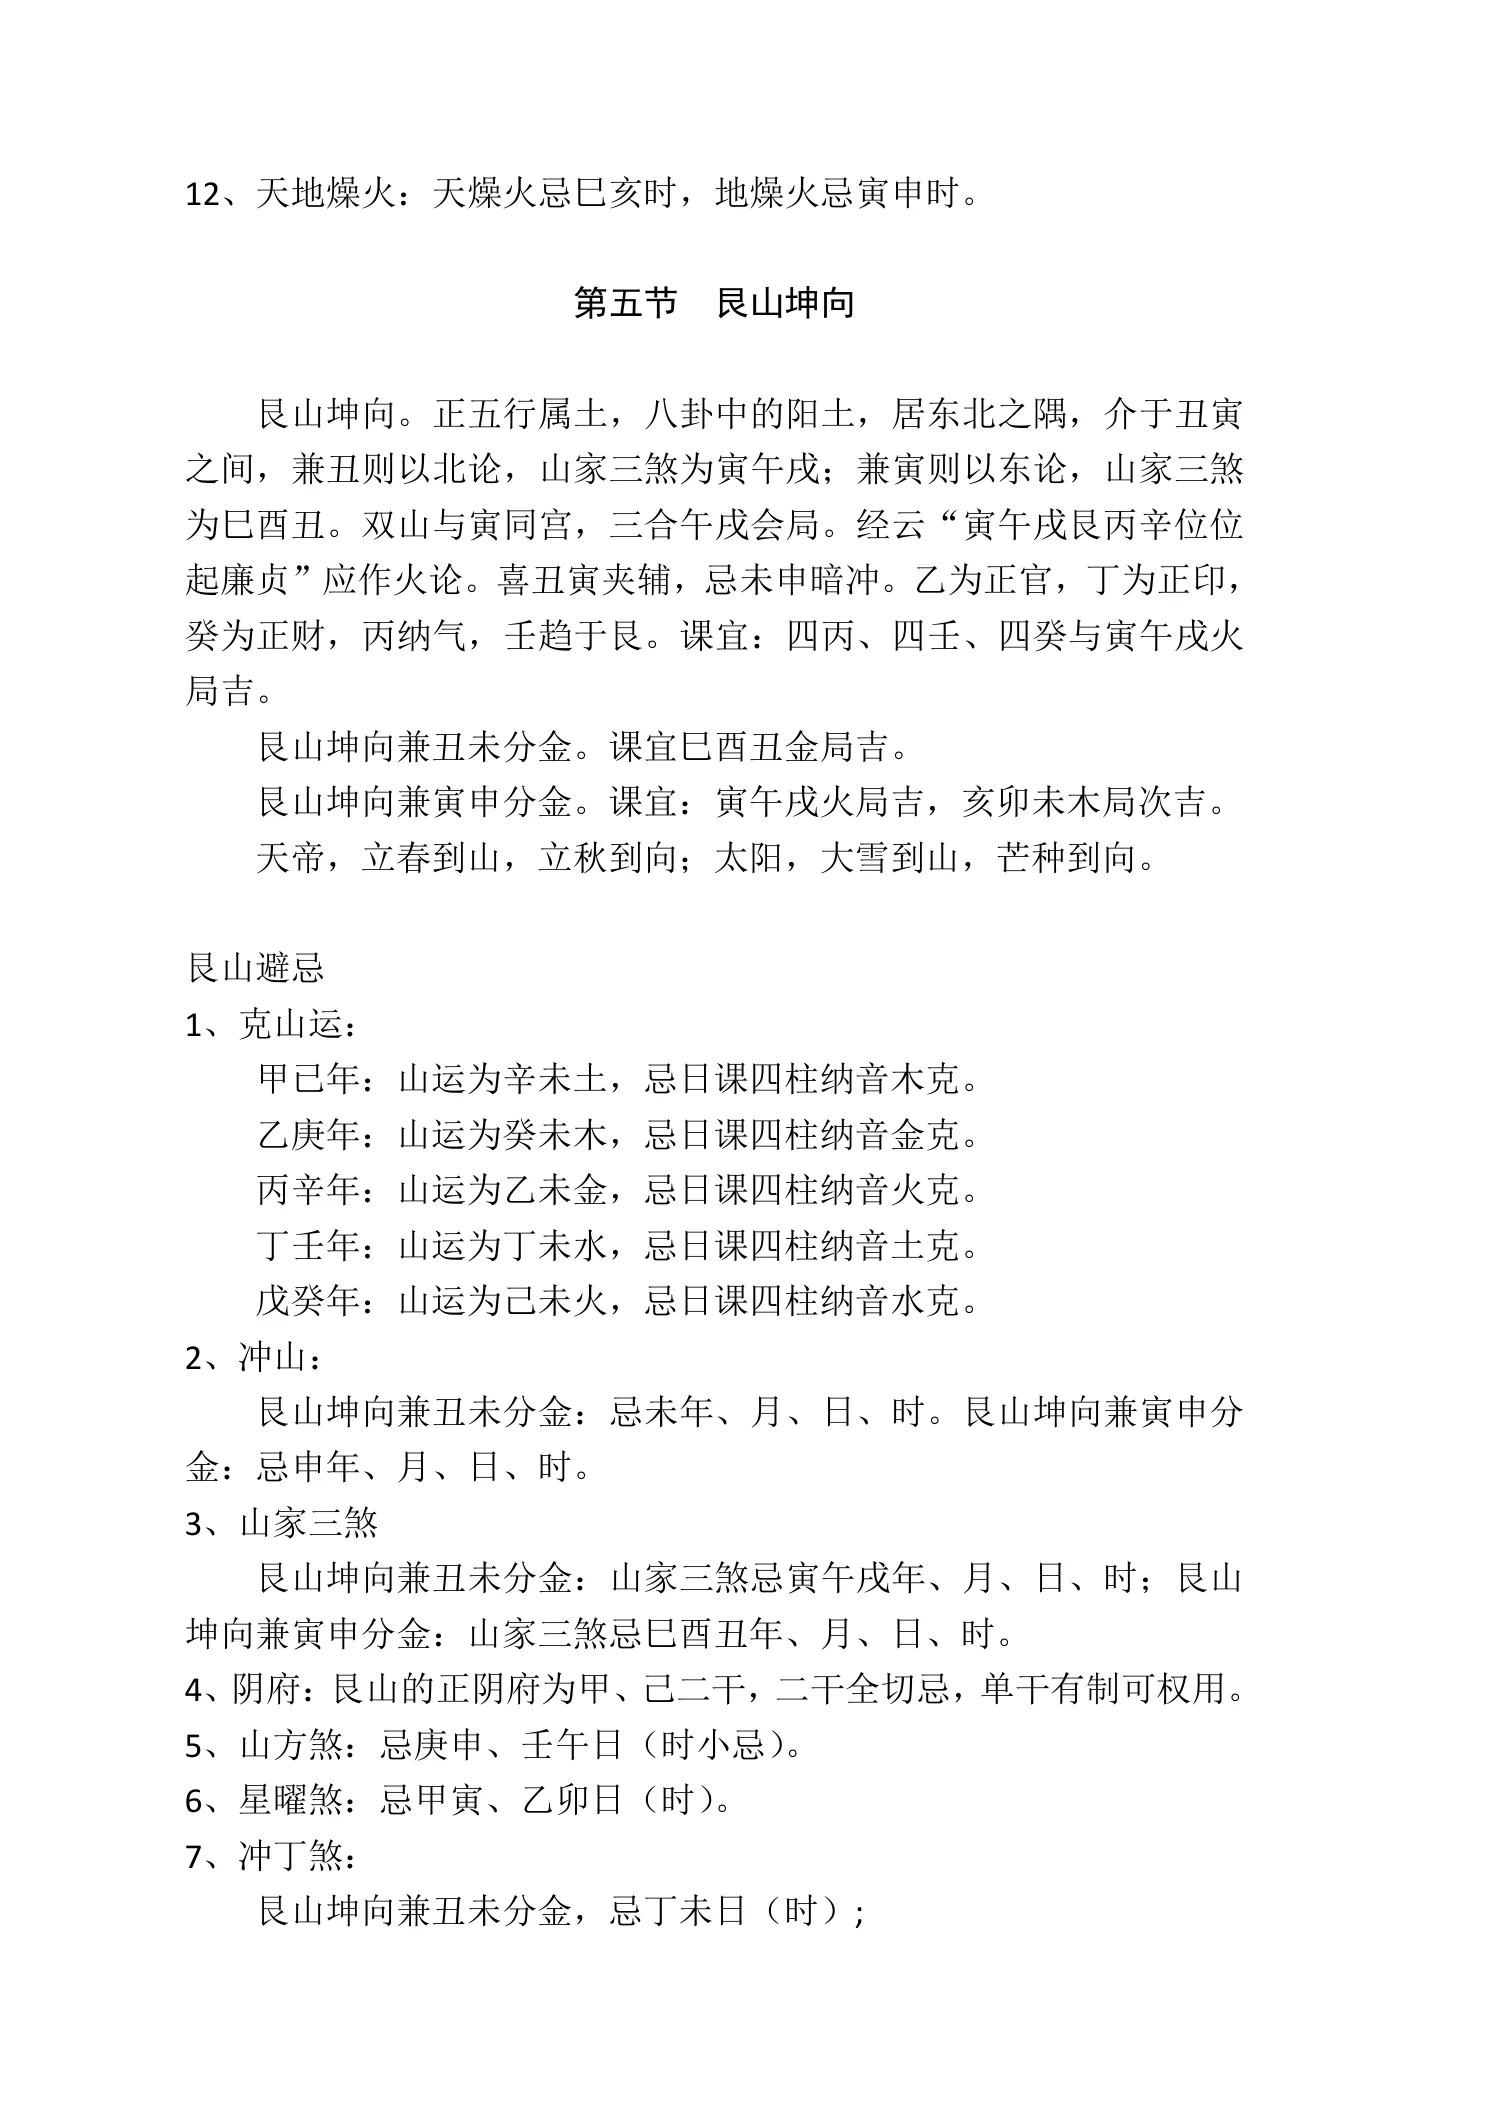 12、天地燥火：天燥火忌巳亥时，地燥火忌寅申时。
第五节　艮山坤向
艮山坤向。正五行属土，八卦中的阳土，居东北之隅，介于丑寅
之间，兼丑则以北论，山家三煞为寅午戌；兼寅则以东论，山家三煞
为巳酉丑。双山与寅同宫，三合午戌会局。经云“寅午戌艮丙辛位位
起廉贞”应作火论。喜丑寅夹辅，忌未申暗冲。乙为正官，丁为正印，
癸为正财，丙纳气，壬趋于艮。课宜：四丙、四壬、四癸与寅午戌火
局吉。
艮山坤向兼丑未分金。课宜巳酉丑金局吉。
艮山坤向兼寅申分金。课宜：寅午戌火局吉，亥卯未木局次吉。
天帝，立春到山，立秋到向；太阳，大雪到山，芒种到向。
艮山避忌
1、克山运：
甲己年：山运为辛未土，忌日课四柱纳音木克。
乙庚年：山运为癸未木，忌日课四柱纳音金克。
丙辛年：山运为乙未金，忌日课四柱纳音火克。
丁壬年：山运为丁未水，忌日课四柱纳音土克。
戊癸年：山运为己未火，忌日课四柱纳音水克。
2、冲山：
艮山坤向兼丑未分金：忌未年、月、日、时。艮山坤向兼寅申分
金：忌申年、月、日、时。
3、山家三煞
艮山坤向兼丑未分金：山家三煞忌寅午戌年、月、日、时；艮山
坤向兼寅申分金：山家三煞忌巳酉丑年、月、日、时。
4、阴府：艮山的正阴府为甲、己二干，二干全切忌，单干有制可权用。
5、山方煞：忌庚申、壬午日（时小忌）。
6、星曜煞：忌甲寅、乙卯日（时）。
7、冲丁煞：
艮山坤向兼丑未分金，忌丁未日（时）;